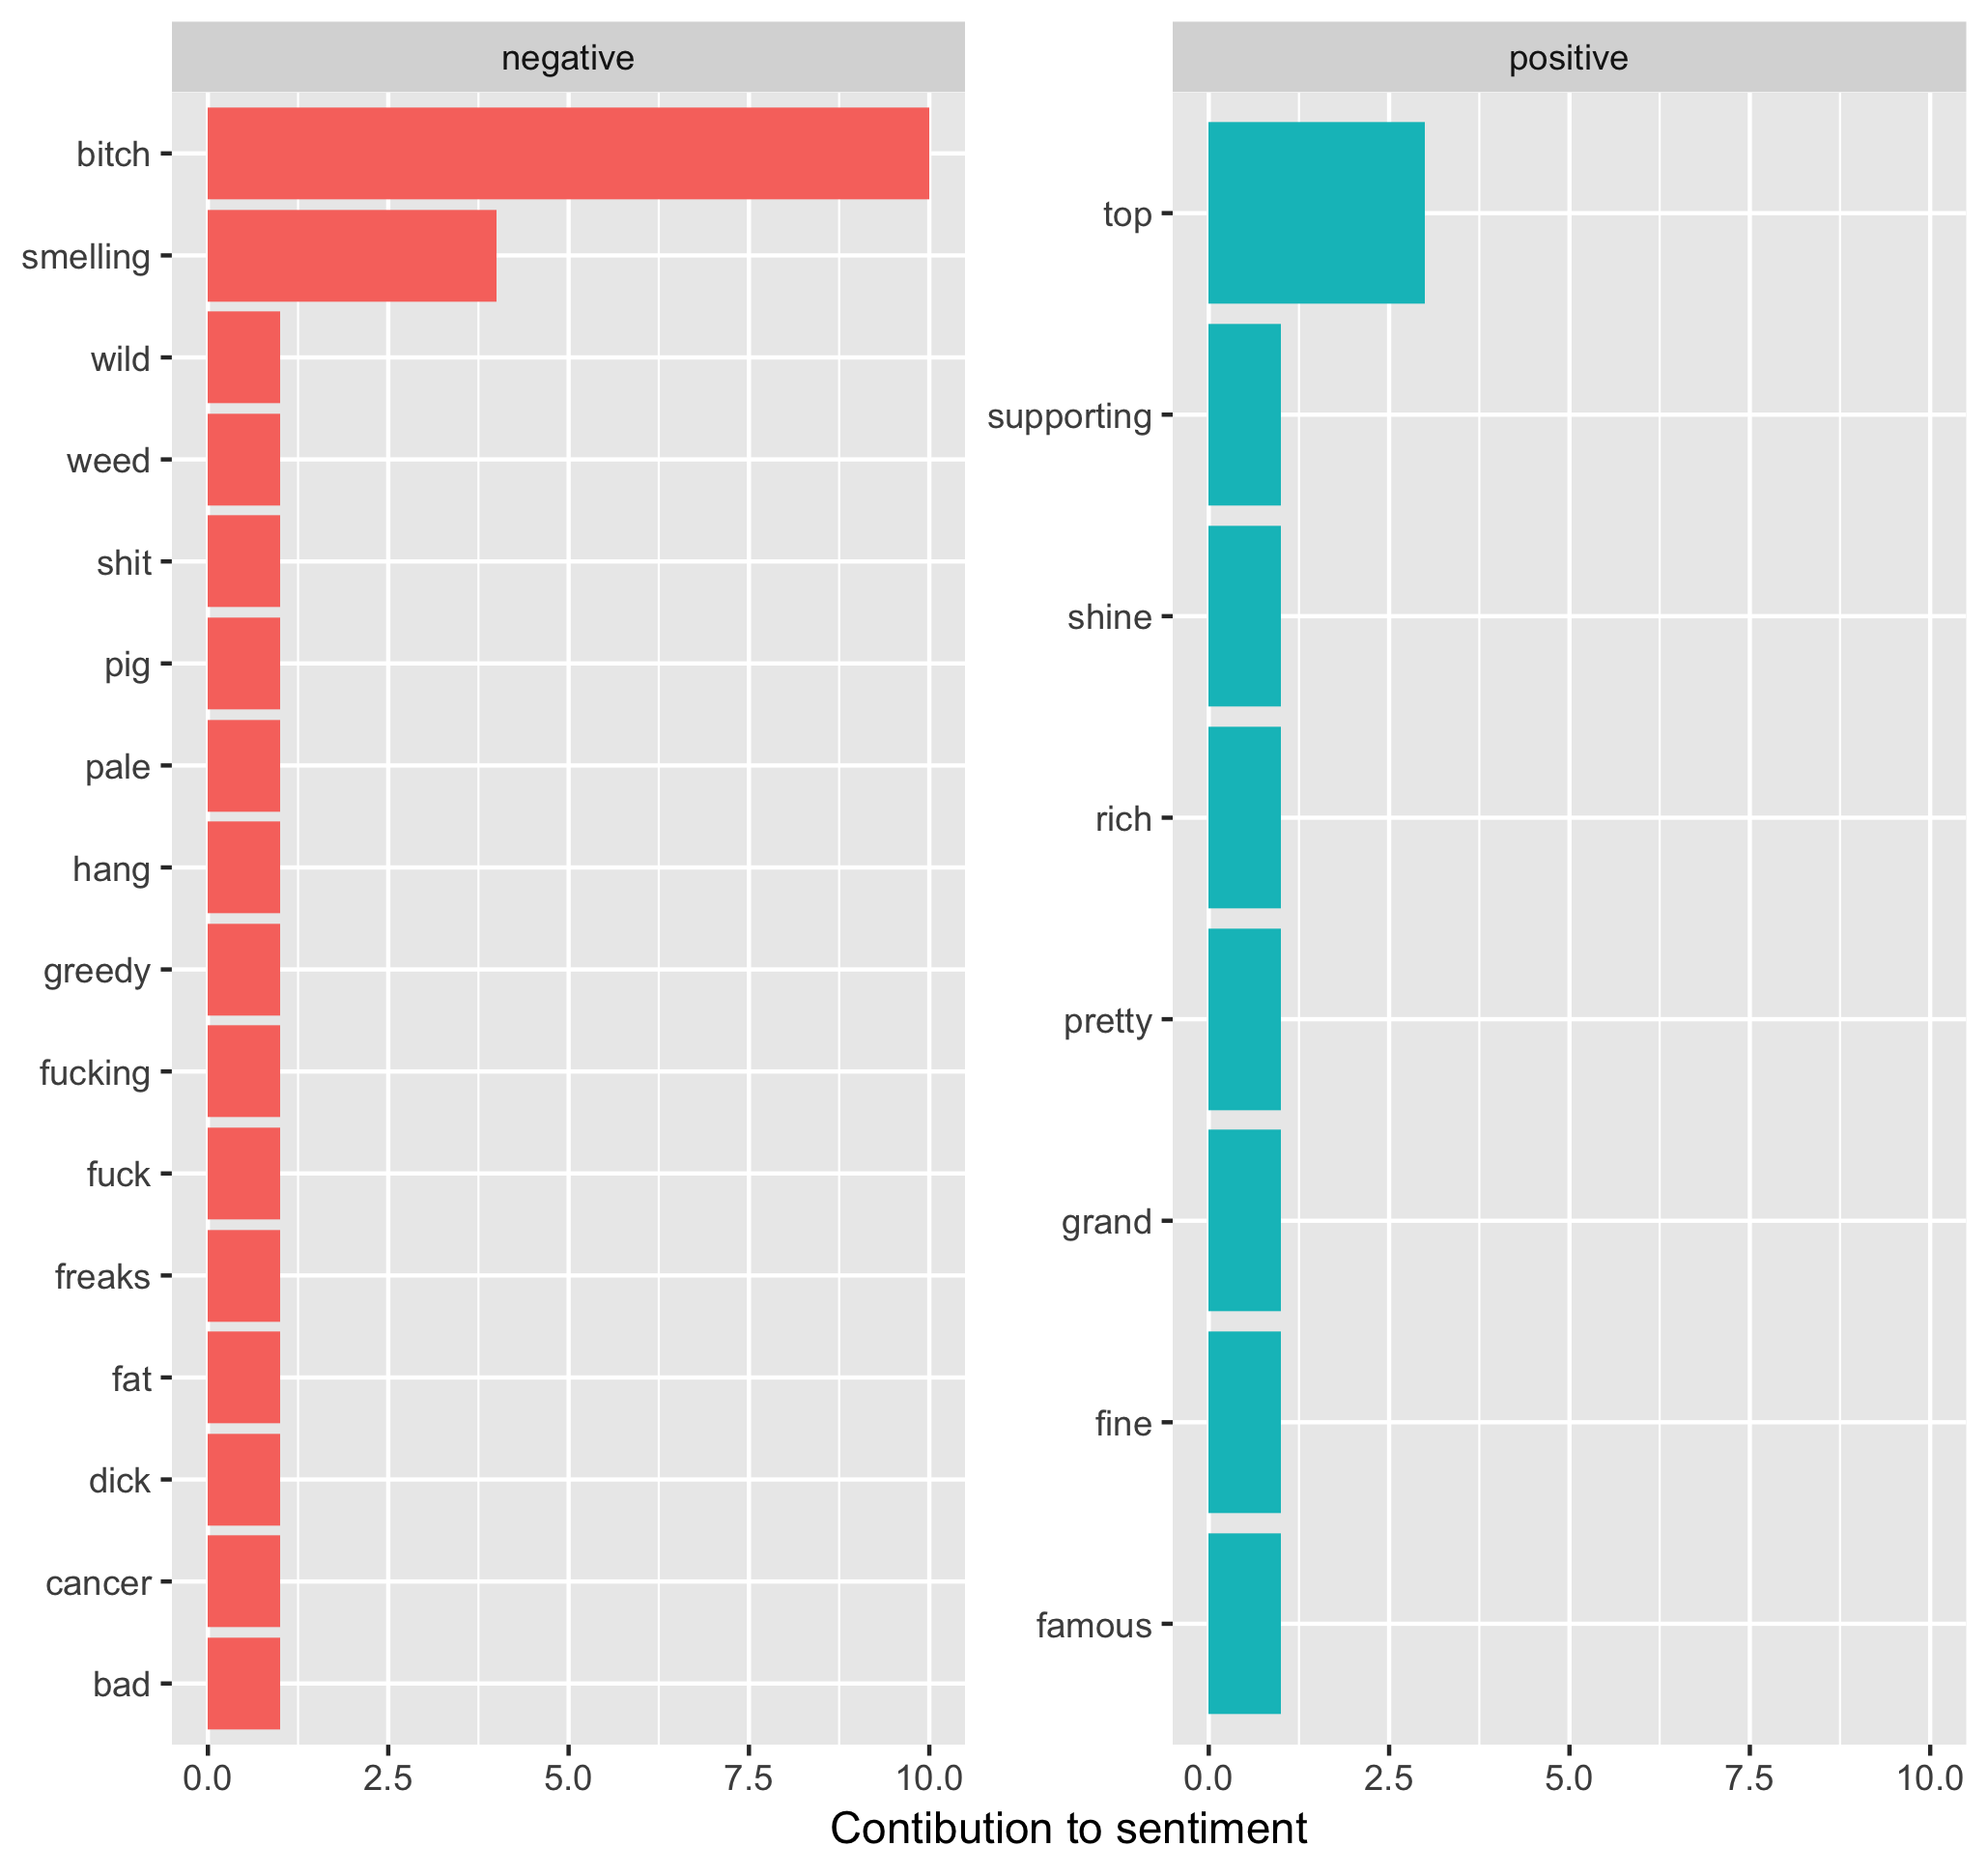 negative
bitch
smelling
wild
weed
shit
pig
pale
hang
greedy
fucking
fuck
freaks
fat
dick
cancer
bad
0.0 2.5 5.0 7.5 10.0
positive
top
supporting
shine
rich
pretty
grand
fine
famous
0.0 2.5 5.0 7.5 10.0
Contibution to sentiment